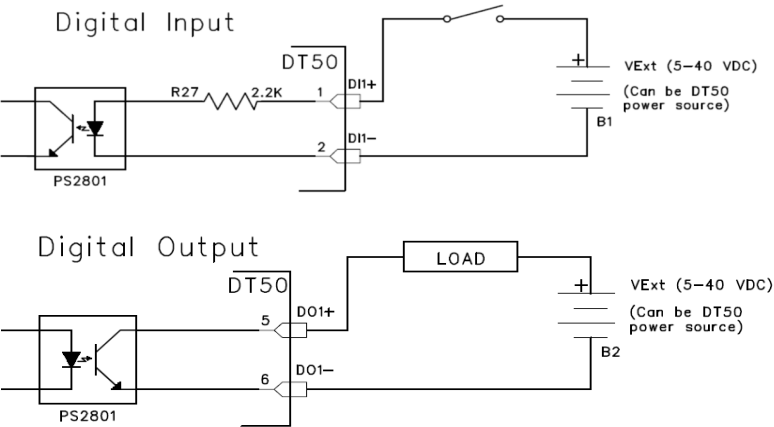 Digital Input
DT50
R27 2.2K
1
DI1+
2
DI1-
PS2801
+
VExt (5-40 VDC)
(Can be DT50
power source)
B1
Digital Output
DT50
LOAD
5
DO1+
6
DO1-
PS2801
+
VExt (5-40 VDC)
(Can be DT50
power source)
B2